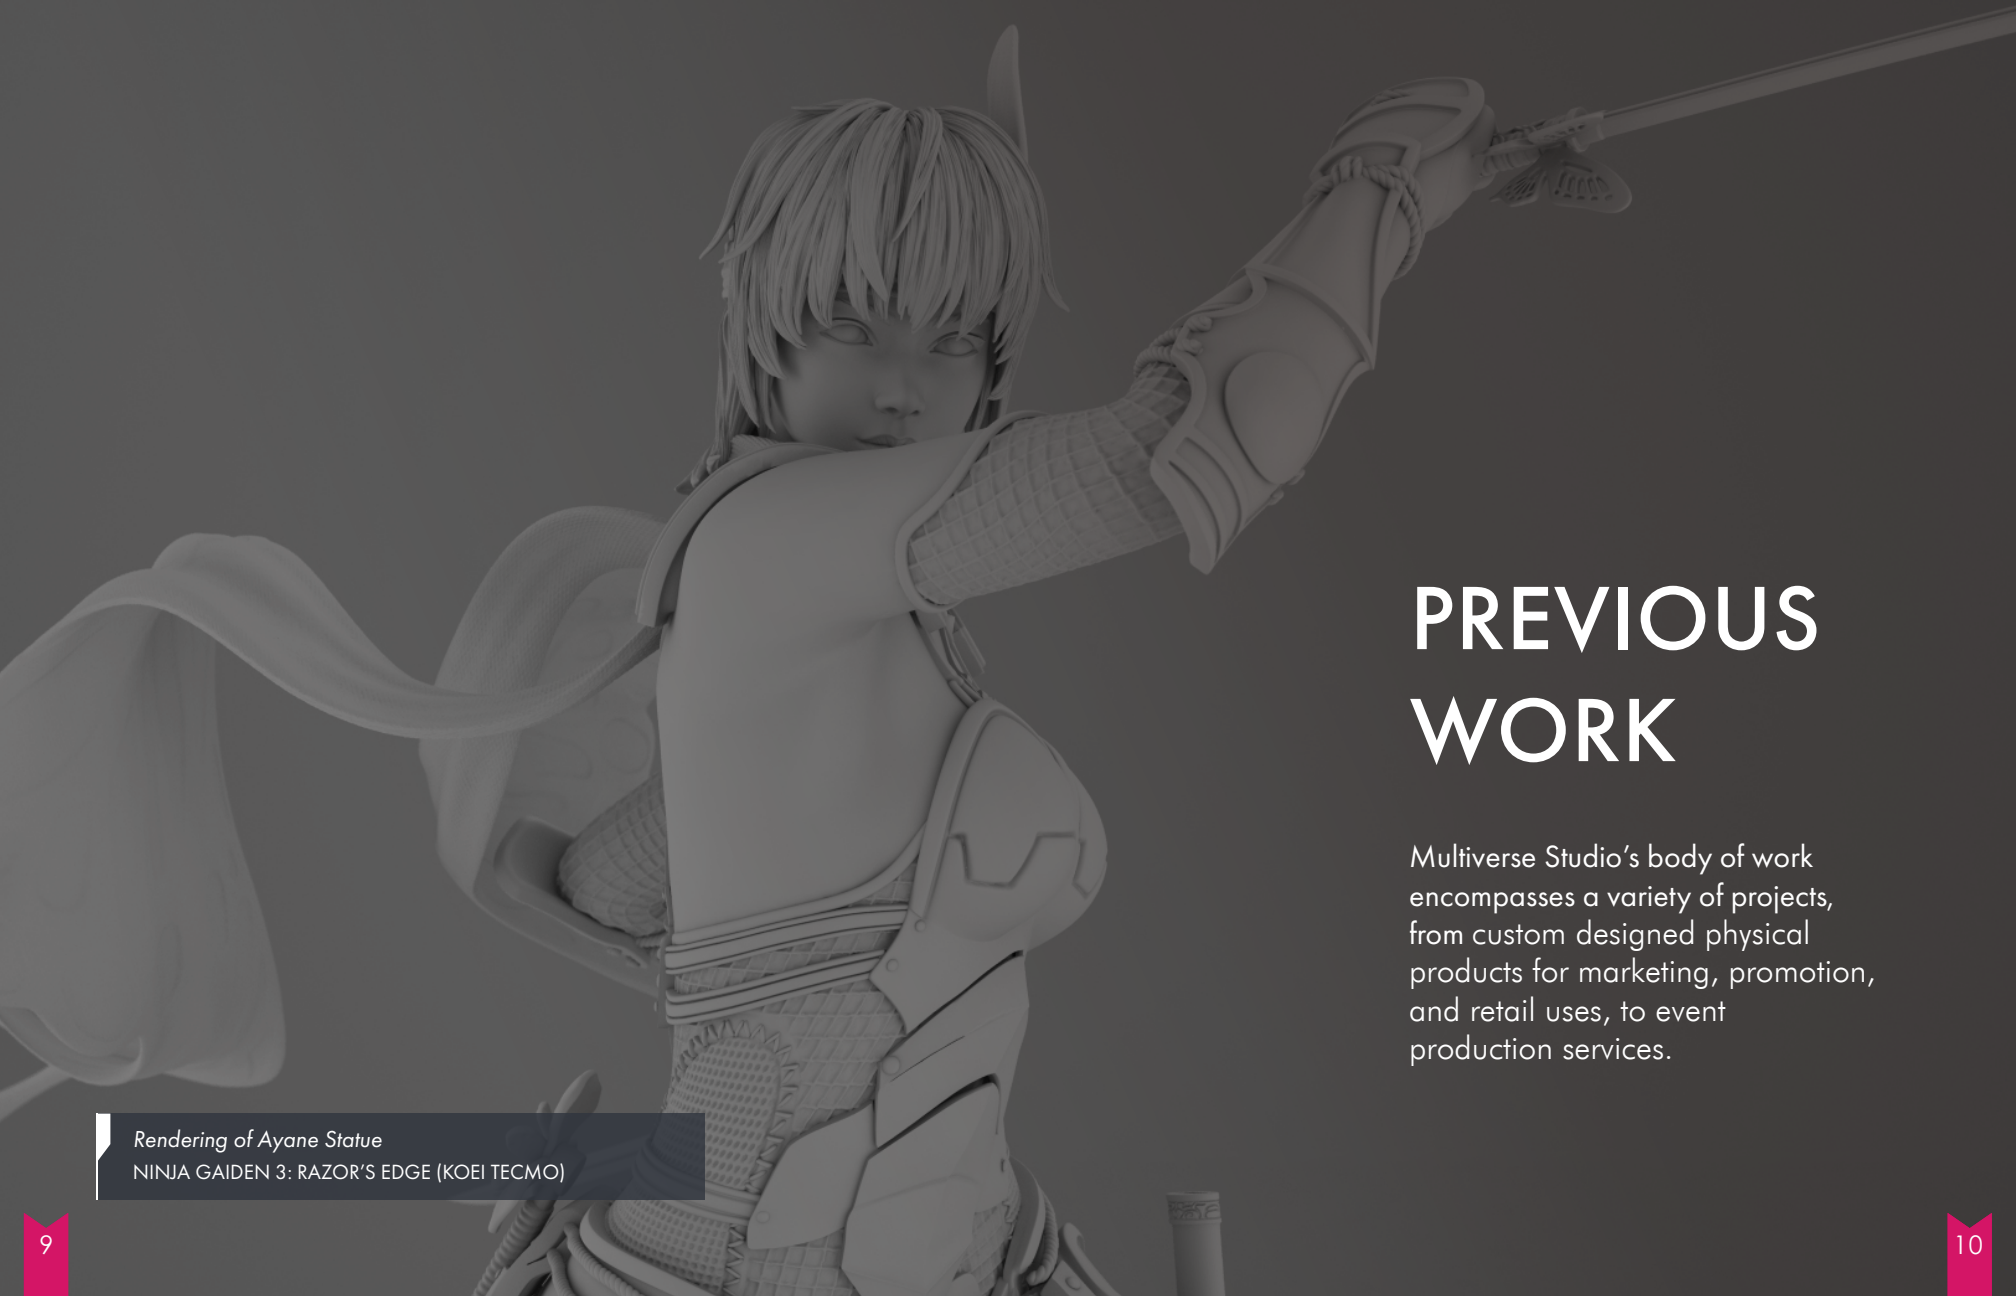 PREVIOUS
WORK
Multiverse Studio’s body of work
encompasses a variety of projects,
from custom designed physical
products for marketing, promotion,
and retail uses, to event
production services.
Rendering of Ayane Statue
NINJA GAIDEN 3: RAZOR’S EDGE (KOEI TECMO)
9
10